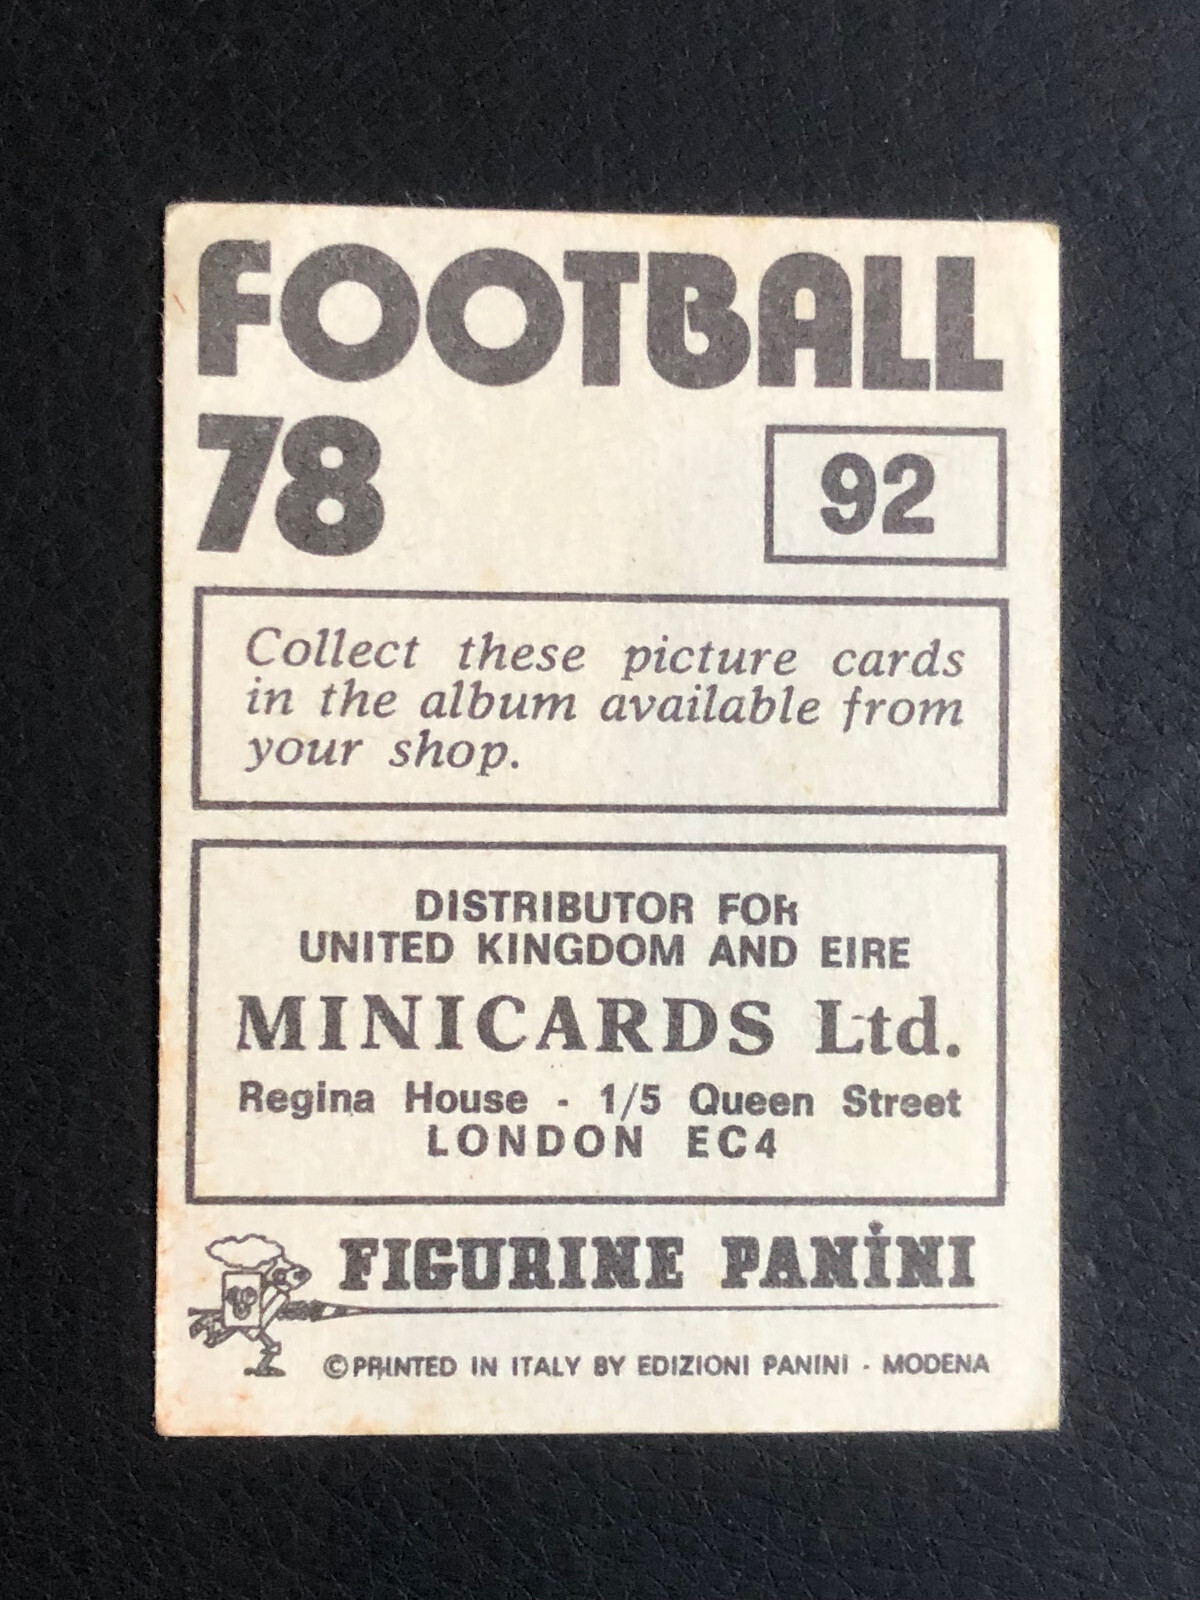 FOOTBALL
78
92
Collect these picture cards
in the album available from
your shop.
DISTRIBUTOR FOR
UNITED KINGDOM AND EIRE
MINICARDS Ltd.
Regina House - 1/5 Queen Street
LONDON EC4
FIGURINE PANINI
©PRINTED IN ITALY BY EDIZIONI PANINI - MODENA